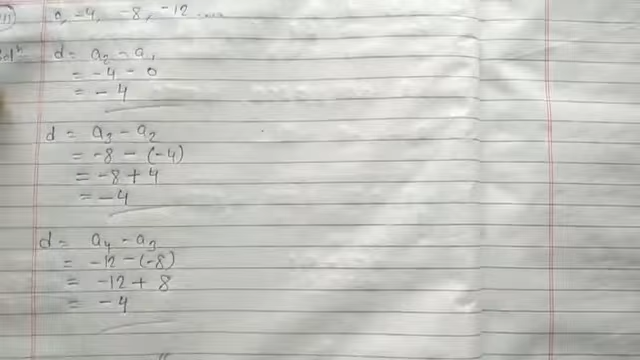 0, -4, -8, -12 ....
d = a₂ - a₁
= -4 - 0
= -4
d = a₃ - a₂
= -8 - (-4)
= -8 + 4
= -4
d = a₄ - a₃
= -12 - (-8)
= -12 + 8
= -4